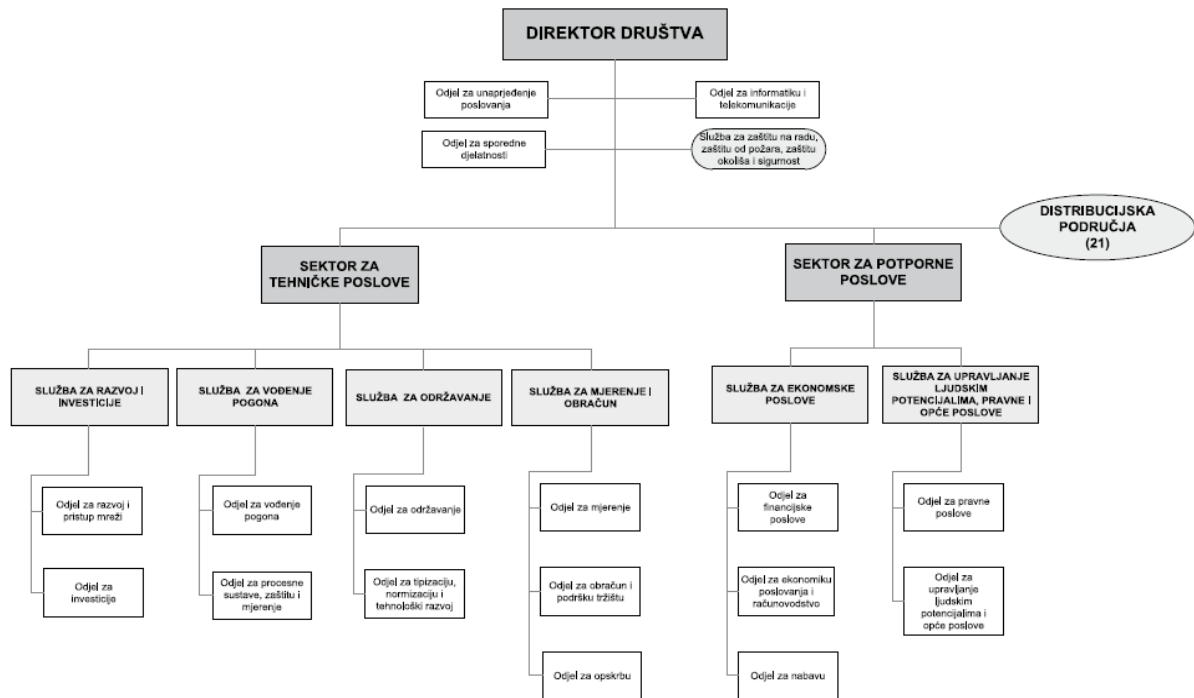 DIREKTOR DRUŠTVA
Odjel za unaprjeđenje
poslovanja
Odjel za informatiku i
telekomunikacije
Odjel za sporedne
djelatnosti
Služba za zaštitu na radu,
zaštitu od požara, zaštitu
okoliša i sigurnost
DISTRIBUCIJSKA
PODRUČJA
(21)
SEKTOR ZA
TEHNIČKE POSLOVE
SEKTOR ZA POTPORNE
POSLOVE
SLUŽBA ZA RAZVOJ I
INVESTICIJE
SLUŽBA ZA VOĐENJE
POGONA
SLUŽBA ZA ODRŽAVANJE
SLUŽBA ZA MJERENJE I
OBRAČUN
SLUŽBA ZA EKONOMSKE
POSLOVE
SLUŽBA ZA UPRAVLJANJE
LJUDSKIM
POTENCIJALIMA, PRAVNE I
OPĆE POSLOVE
Odjel za razvoj i
pristup mreži
Odjel za vođenje
pogona
Odjel za održavanje
Odjel za mjerenje
Odjel za
financijske
poslove
Odjel za pravne
poslove
Odjel za
investicije
Odjel za procesne
sustave, zaštitu i
mjerenje
Odjel za tipizaciju,
normizaciju i
tehnološki razvoj
Odjel za obračun i
podršku tržištu
Odjel za ekonomiku
poslovanja i
računovodstvo
Odjel za
upravljanje
ljudskim
potencijalima i
opće poslove
Odjel za opskrbu
Odjel za nabavu